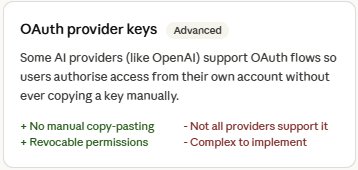 OAuth provider keys Advanced
Some AI providers (like OpenAI) support OAuth flows so
users authorise access from their own account without
ever copying a key manually.
+ No manual copy-pasting - Not all providers support it
+ Revocable permissions - Complex to implement